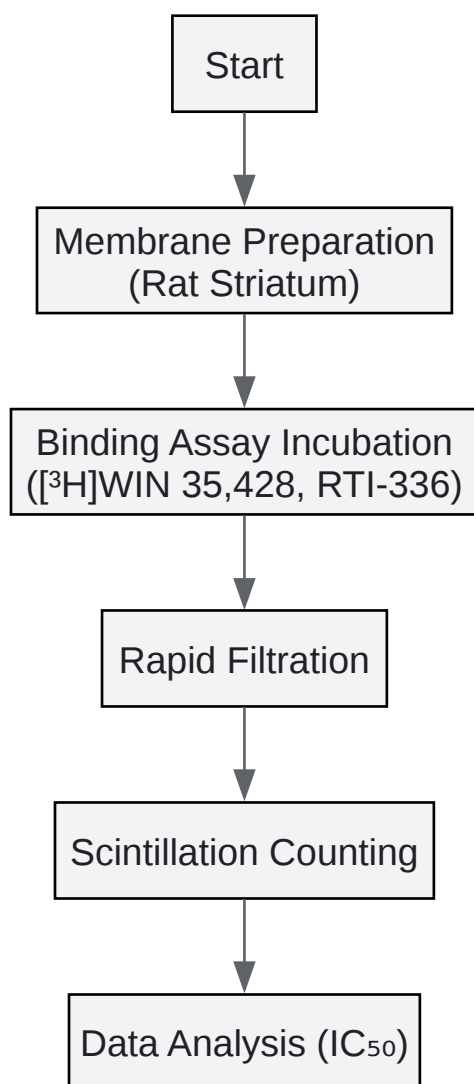 Start
Membrane Preparation
(Rat Striatum)
Binding Assay Incubation
([³H]WIN 35,428, RTI-336)
Rapid Filtration
Scintillation Counting
Data Analysis (IC₅₀)